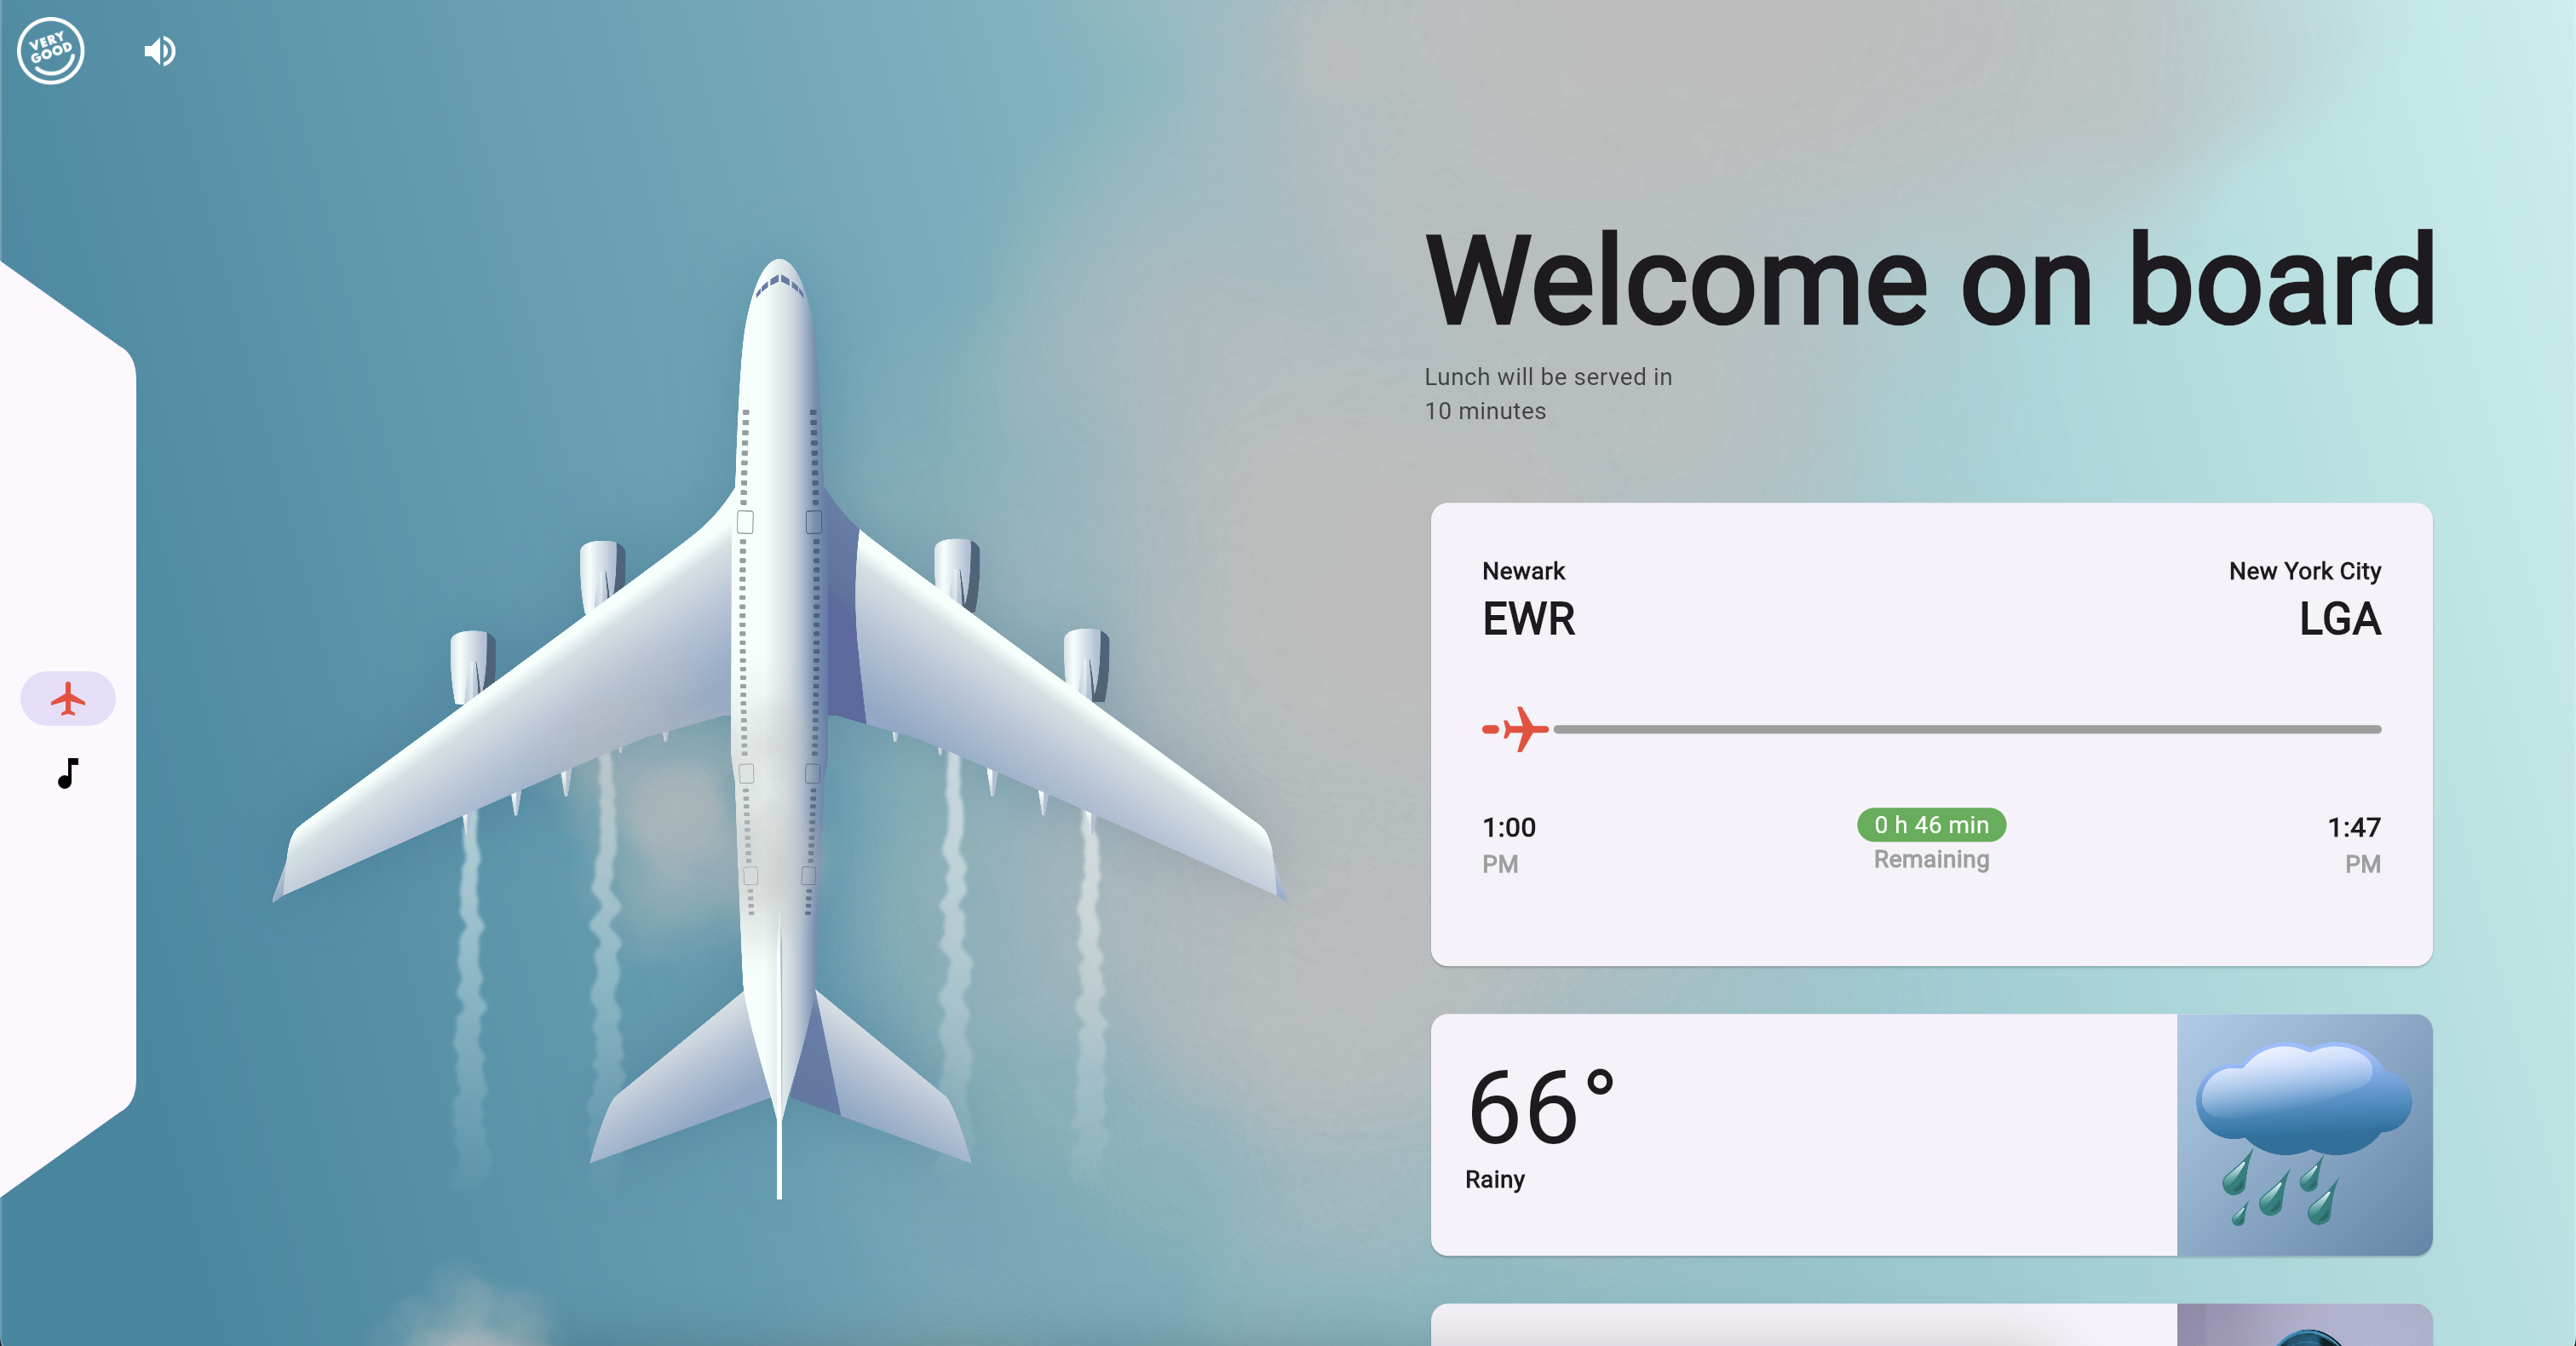 VERY
GOOD
Welcome on board
Lunch will be served in
10 minutes
Newark
New York City
EWR
LGA
1:00
PM
0 h 46 min
Remaining
1:47
PM
66°
Rainy